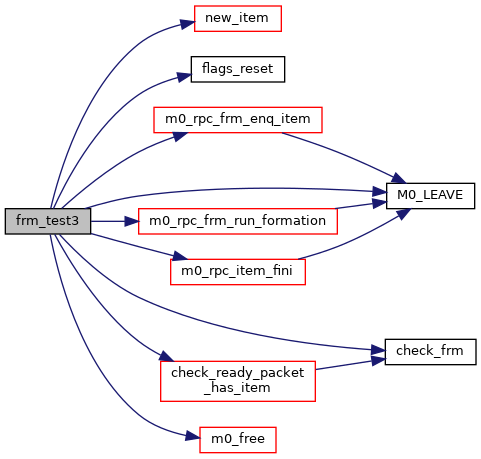 new_item
flags_reset
m0_rpc_frm_enq_item
M0_LEAVE
frm_test3
m0_rpc_frm_run_formation
m0_rpc_item_fini
check_frm
check_ready_packet
_has_item
m0_free